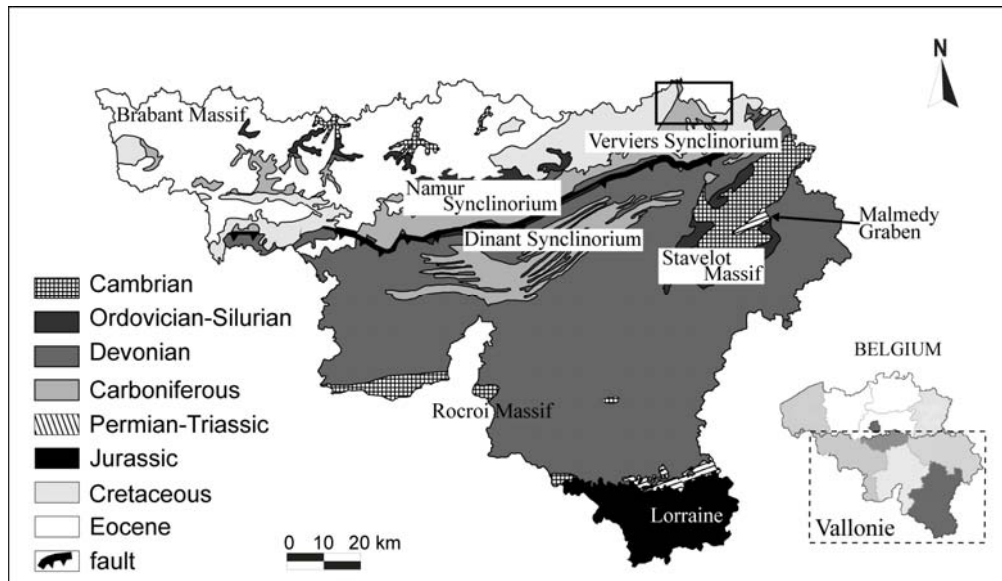 N
Brabant Massif
Verviers Synclinorium
Namur
Synclinorium
Malmedy
Graben
Dinant Synclinorium
Stavelot
Massif
Cambrian
Ordovician-Silurian
Devonian
Carboniferous
Permian-Triassic
Jurassic
Cretaceous
Eocene
fault
Rocroi Massif
BELGIUM
Lorraine
Vallonie
0 10 20 km